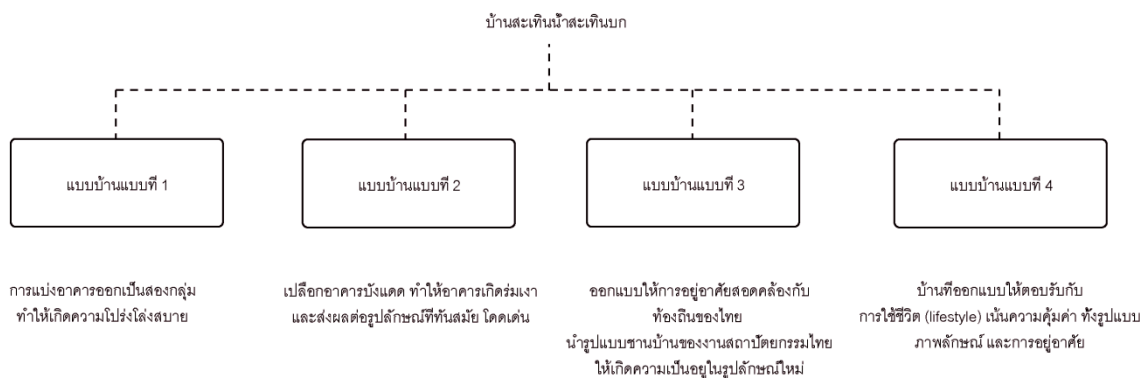 บ้านสะเทินน้ำสะเทินบก
แบบบ้านแบบที่ 1
แบบบ้านแบบที่ 2
แบบบ้านแบบที่ 3
แบบบ้านแบบที่ 4
การแบ่งอาคารออกเป็นสองกลุ่ม
ทำให้เกิดความโปร่งโล่งสบาย
เปลือกอาคารบังแดด ทำให้อาคารเกิดร่มเงา
และส่งผลต่อรูปลักษณ์ที่ทันสมัย โดดเด่น
ออกแบบให้การอยู่อาศัยสอดคล้องกับ
ท้องถิ่นของไทย
นำรูปแบบชานบ้านของงานสถาปัตยกรรมไทย
ให้เกิดความเป็นอยู่ในรูปลักษณ์ใหม่
บ้านที่ออกแบบให้ตอบรับกับ
การใช้ชีวิต (lifestyle) เน้นความคุ้มค่า ทั้งรูปแบบ
ภาพลักษณ์ และการอยู่อาศัย